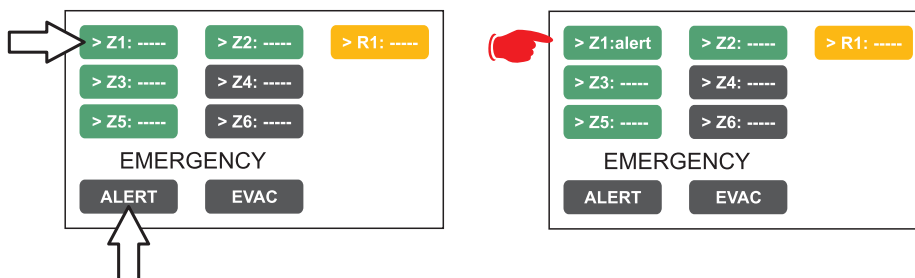 > Z1: ----- > Z2: ----- > R1: -----
> Z3: ----- > Z4: -----
> Z5: ----- > Z6: -----
EMERGENCY
ALERT EVAC
> Z1:alert > Z2: ----- > R1: -----
> Z3: ----- > Z4: -----
> Z5: ----- > Z6: -----
EMERGENCY
ALERT EVAC